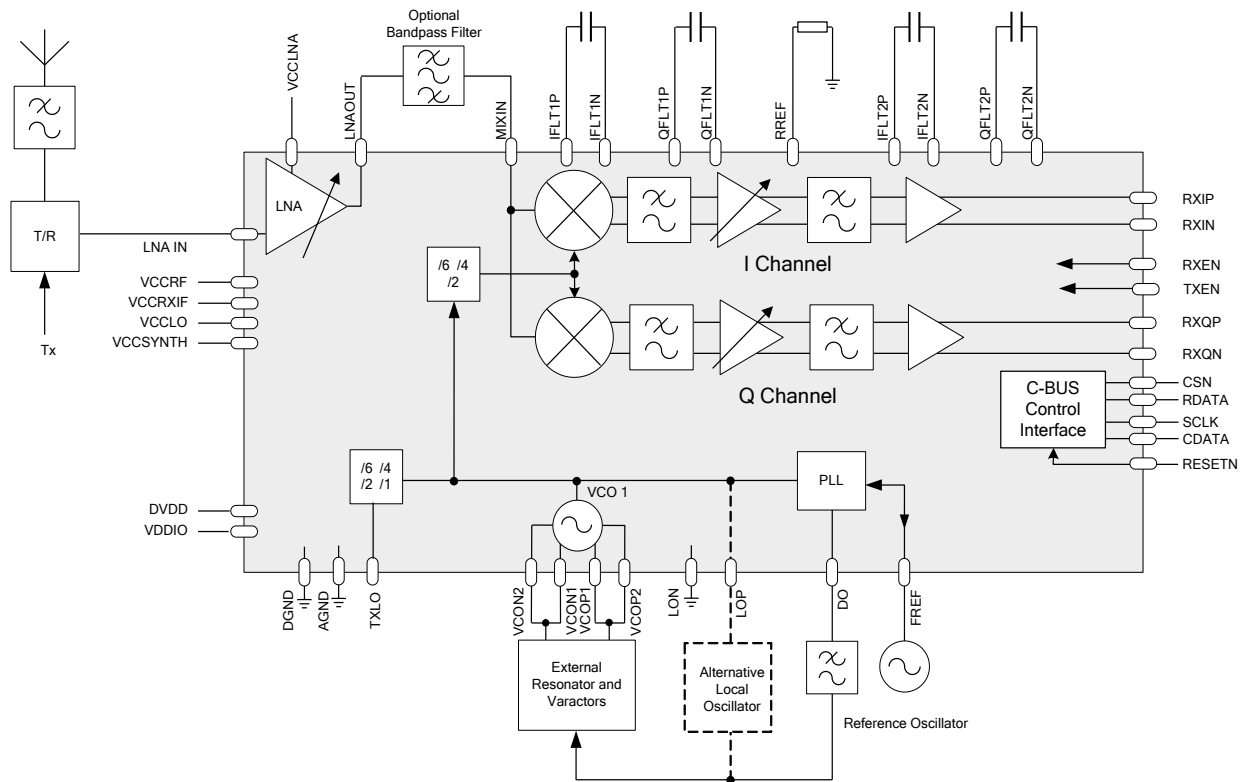 Optional
Bandpass Filter
VCCLNA
LNAOUT
MIXIN
IFLT1P
IFLT1N
QFLT1P
QFLT1N
RREF
IFLT2P
IFLT2N
QFLT2P
QFLT2N
LNA
T/R
LNA IN
Tx
VCCRF
VCCRXIF
VCCLO
VCCSYNTH
/6 /4
/2
I Channel
Q Channel
RXIP
RXIN
RXEN
TXEN
RXQP
RXQN
C-BUS
Control
Interface
CSN
RDATA
SCLK
CDATA
RESETN
/6 /4
/2 /1
VCO 1
PLL
DVDD
VDDIO
DGND
AGND
TXLO
VCON2
VCON1
VCOP1
VCOP2
LON
LOP
DO
FREF
External
Resonator and
Varactors
Alternative
Local
Oscillator
Reference Oscillator